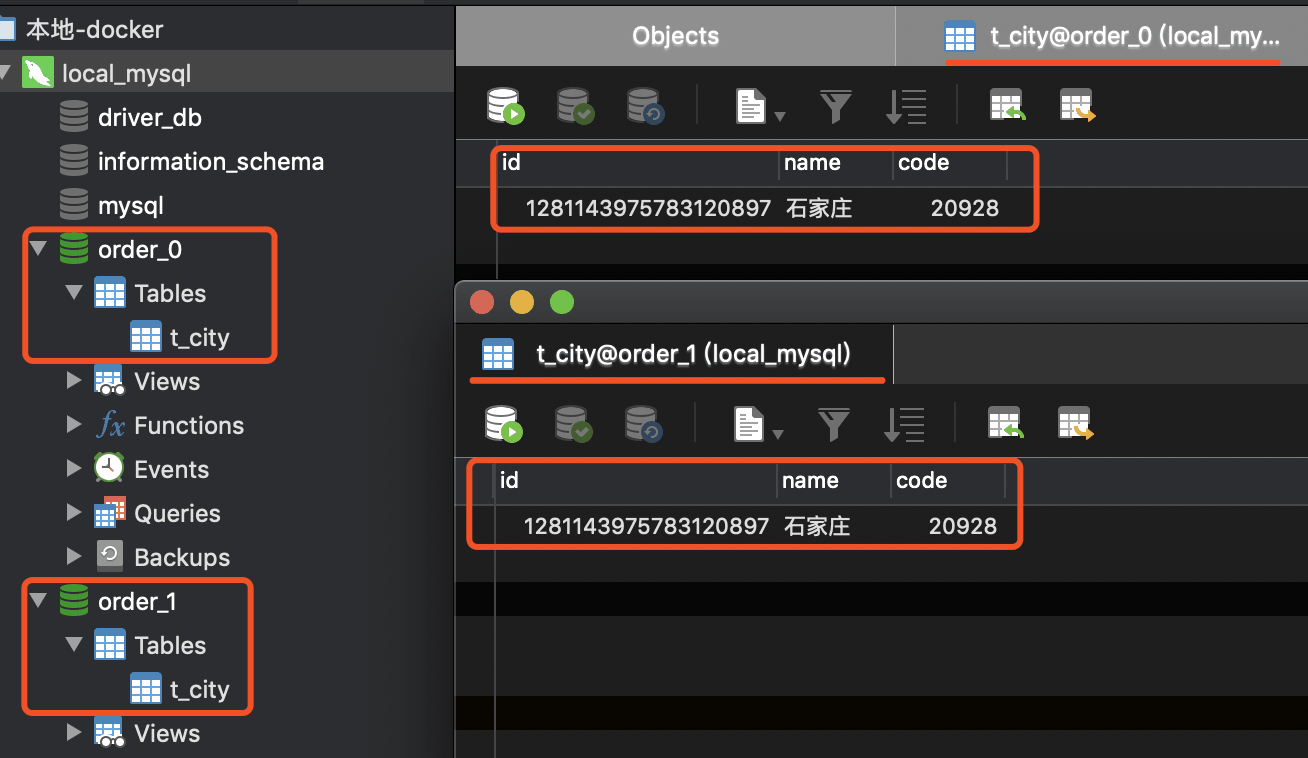 本地-docker
local_mysql
driver_db
information_schema
mysql
order_0
Tables
t_city
Views
fx Functions
Events
Queries
Backups
order_1
Tables
t_city
Views
Objects
t_city@order_0 (local_my...
id name code
1281143975783120897 石家庄 20928
t_city@order_1 (local_mysql)
id name code
1281143975783120897 石家庄 20928